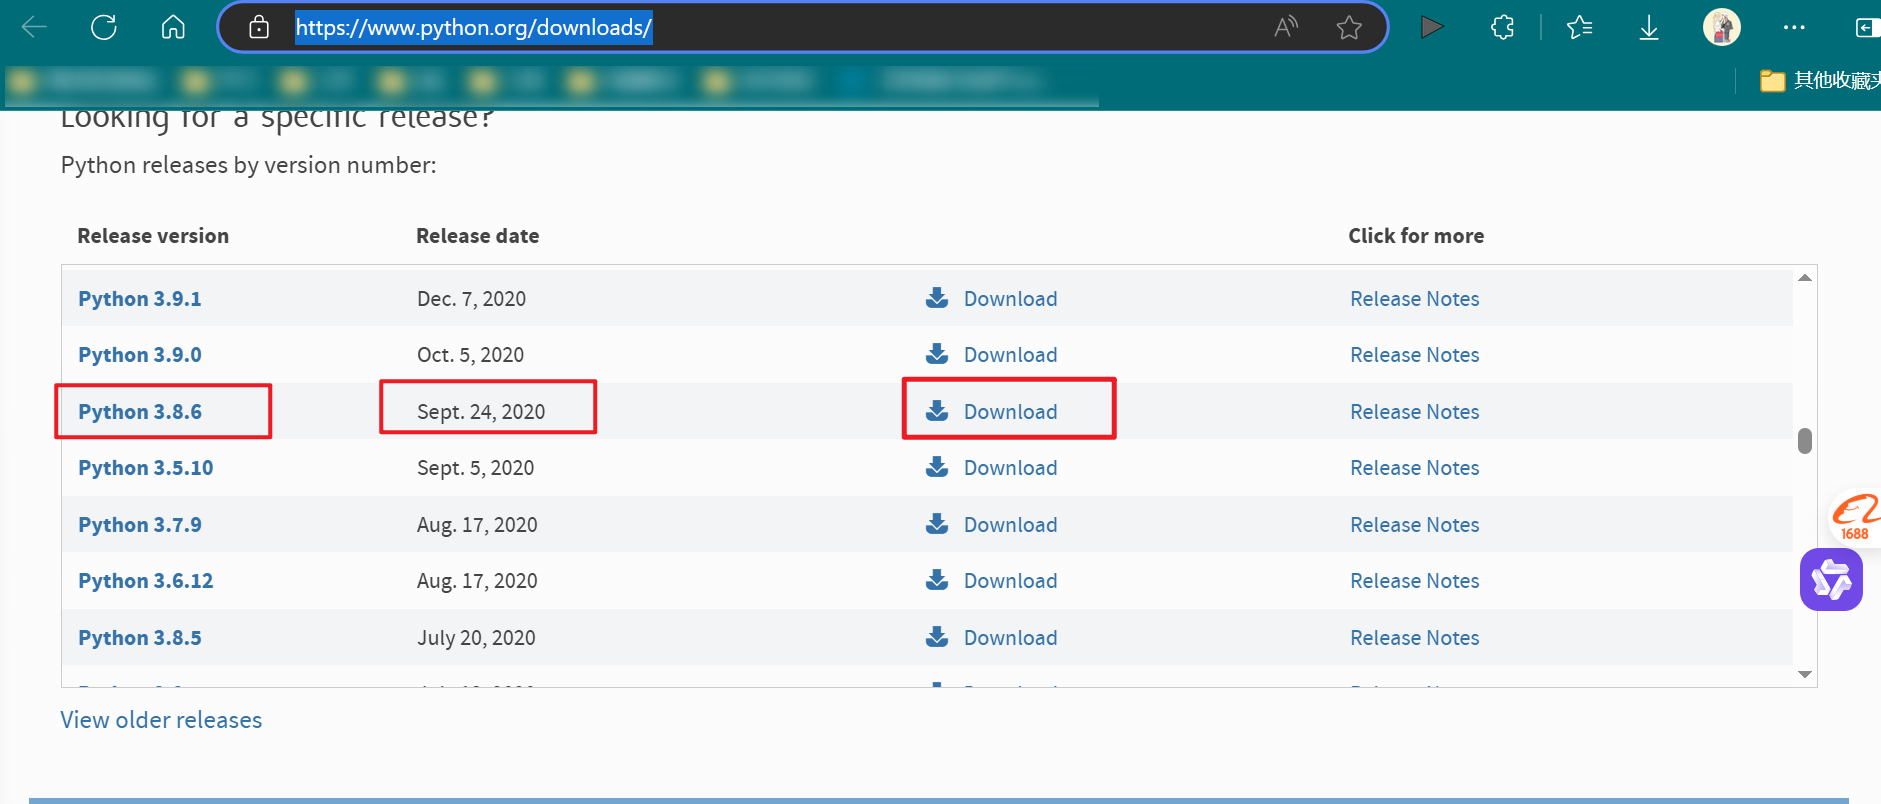 https://www.python.org/downloads/
其他收藏夹
Looking for a specific release?
Python releases by version number:
Release version Release date Click for more
Python 3.9.1 Dec. 7, 2020 Download Release Notes
Python 3.9.0 Oct. 5, 2020 Download Release Notes
Python 3.8.6 Sept. 24, 2020 Download Release Notes
Python 3.5.10 Sept. 5, 2020 Download Release Notes
Python 3.7.9 Aug. 17, 2020 Download Release Notes
Python 3.6.12 Aug. 17, 2020 Download Release Notes
Python 3.8.5 July 20, 2020 Download Release Notes
View older releases
1688